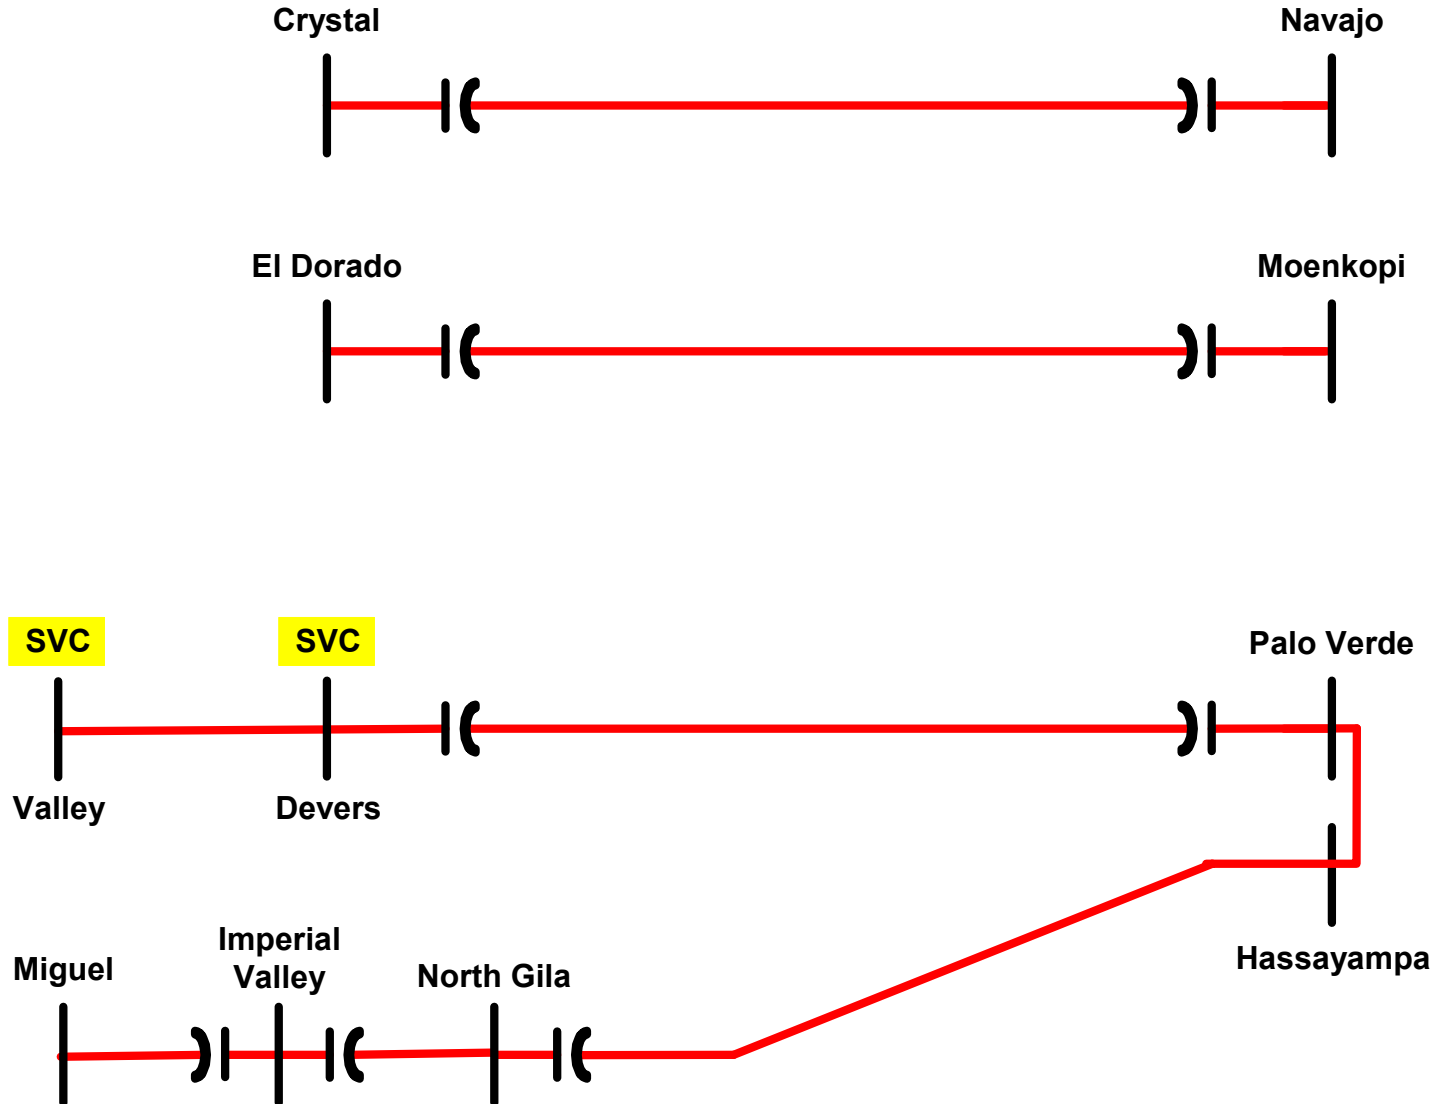 Crystal
Navajo
El Dorado
Moenkopi
SVC
SVC
Palo Verde
Valley
Devers
Imperial
Valley
Miguel
North Gila
Hassayampa